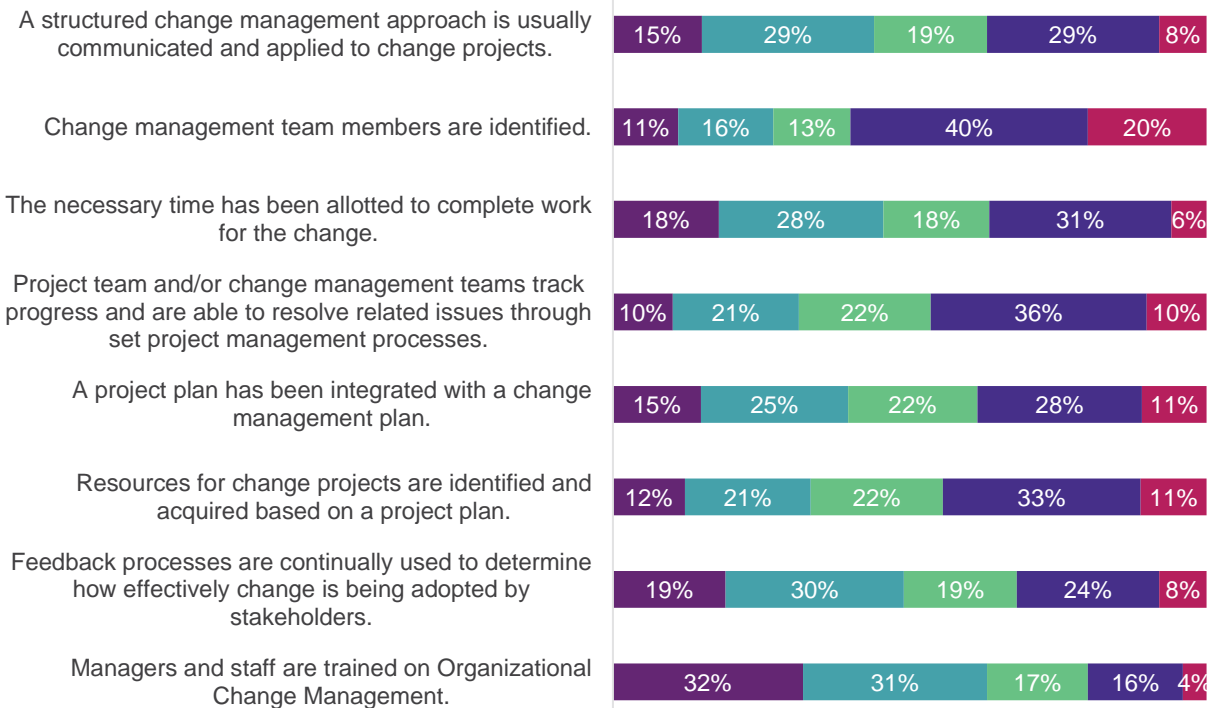 A structured change management approach is usually
communicated and applied to change projects.
15% 29% 19% 29% 8%
Change management team members are identified.
11% 16% 13% 40% 20%
The necessary time has been allotted to complete work
for the change.
18% 28% 18% 31% 6%
Project team and/or change management teams track
progress and are able to resolve related issues through
set project management processes.
10% 21% 22% 36% 10%
A project plan has been integrated with a change
management plan.
15% 25% 22% 28% 11%
Resources for change projects are identified and
acquired based on a project plan.
12% 21% 22% 33% 11%
Feedback processes are continually used to determine
how effectively change is being adopted by
stakeholders.
19% 30% 19% 24% 8%
Managers and staff are trained on Organizational
Change Management.
32% 31% 17% 16% 4%